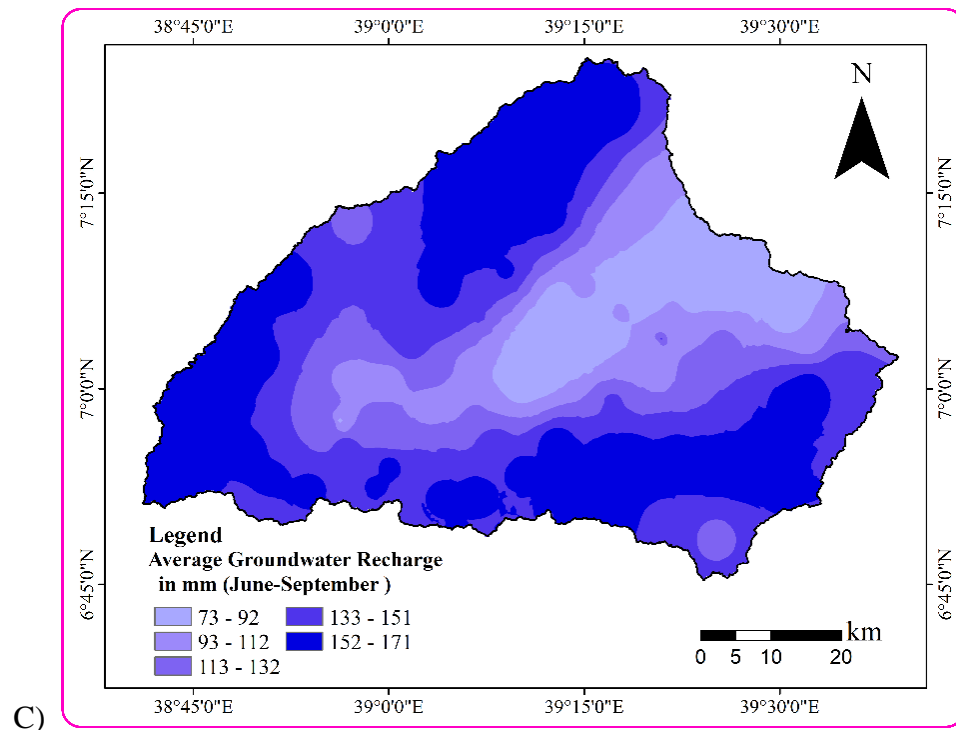 38°45'0"E 39°0'0"E 39°15'0"E 39°30'0"E
N
7°15'0"N 7°15'0"N
7°0'0"N 7°0'0"N
6°45'0"N 6°45'0"N
Legend
Average Groundwater Recharge
in mm (June-September )
73 - 92 133 - 151
93 - 112 152 - 171
113 - 132
km
0 5 10 20
38°45'0"E 39°0'0"E 39°15'0"E 39°30'0"E
C)